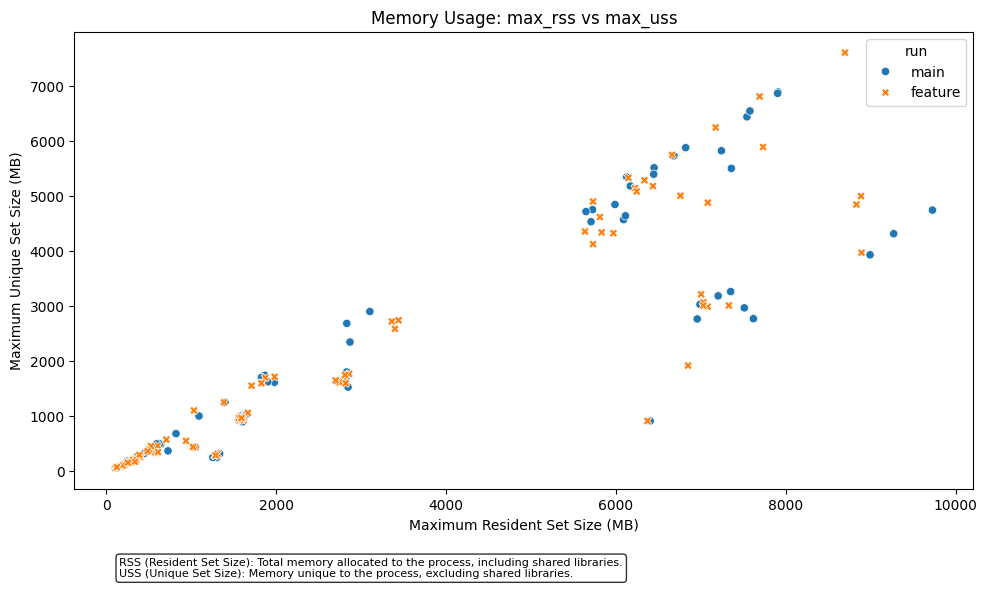 Memory Usage: max_rss vs max_uss
run
main
feature
Maximum Unique Set Size (MB)
7000
6000
5000
4000
3000
2000
1000
0
0 2000 4000 6000 8000 10000
Maximum Resident Set Size (MB)
RSS (Resident Set Size): Total memory allocated to the process, including shared libraries.
USS (Unique Set Size): Memory unique to the process, excluding shared libraries.